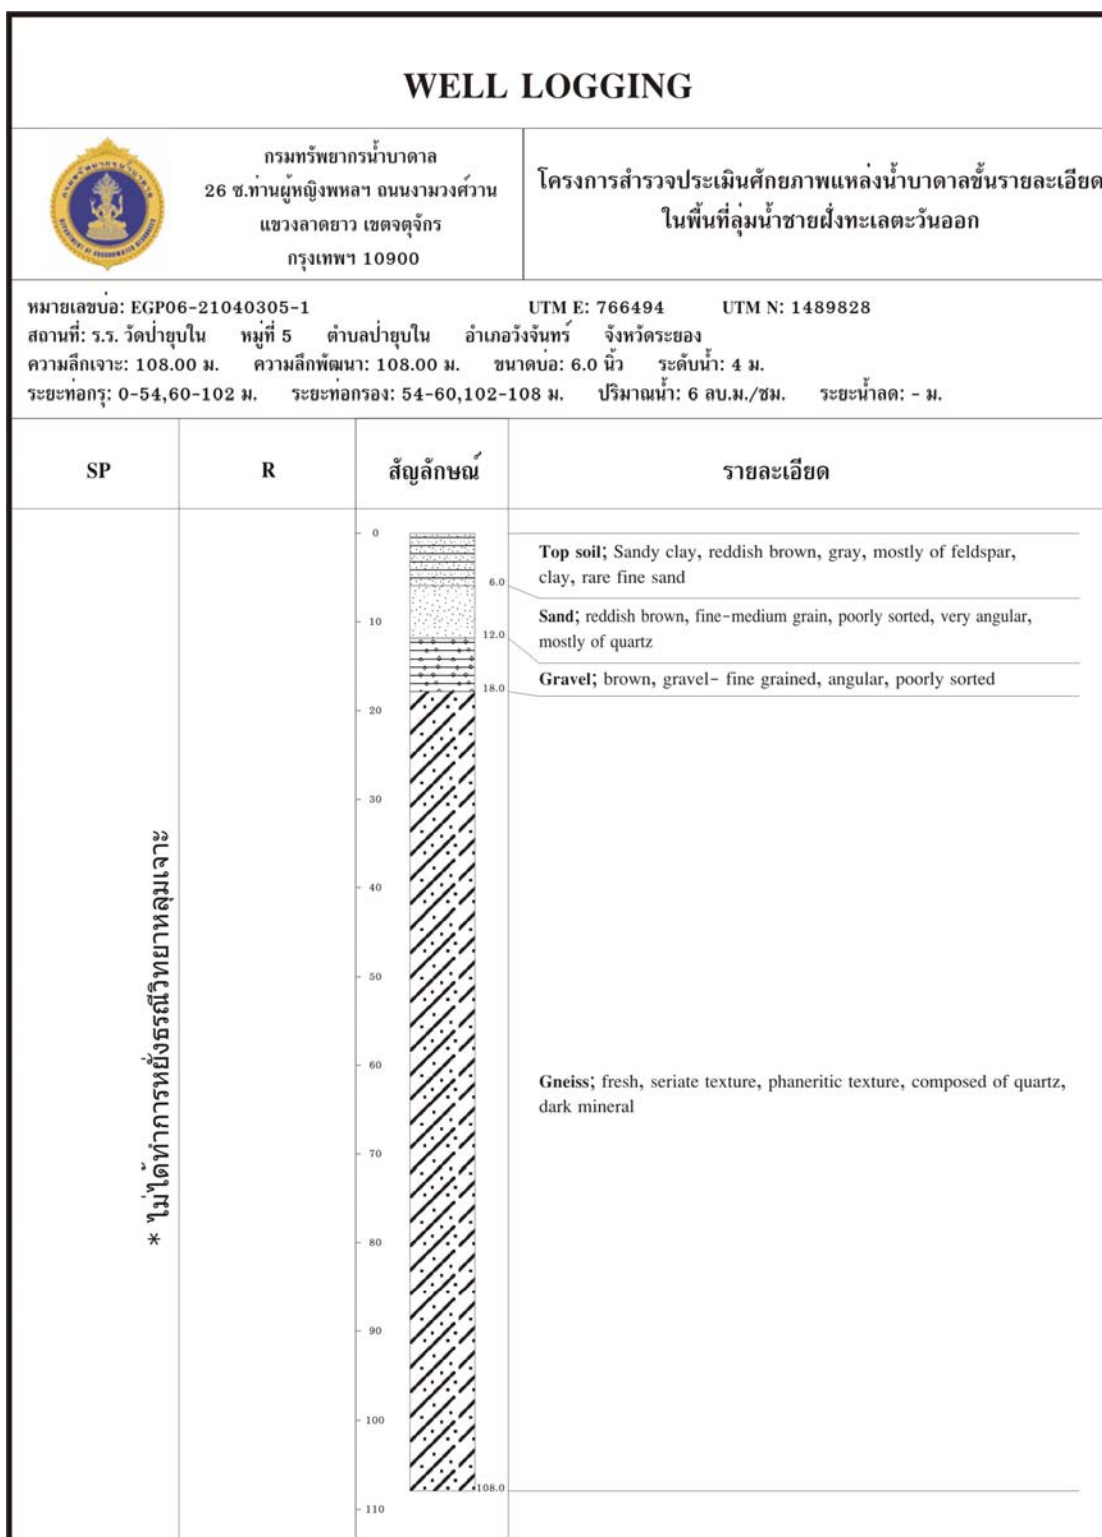 WELL LOGGING
กรมทรัพยากรน้ำบาดาล
26 ซ.ท่านผู้หญิงพหลฯ ถนนงามวงศ์วาน
แขวงลาดยาว เขตจตุจักร
กรุงเทพฯ 10900
โครงการสำรวจประเมินศักยภาพแหล่งน้ำบาดาลขั้นรายละเอียด
ในพื้นที่ลุ่มน้ำชายฝั่งทะเลตะวันออก
หมายเลขบ่อ: EGP06-21040305-1 UTM E: 766494 UTM N: 1489828
สถานที่: ร.ร. วัดป่ายุบใน หมู่ที่ 5 ตำบลป่ายุบใน อำเภอวังจันทร์ จังหวัดระยอง
ความลึกเจาะ: 108.00 ม. ความลึกพัฒนา: 108.00 ม. ขนาดบ่อ: 6.0 นิ้ว ระดับน้ำ: 4 ม.
ระยะท่อกรุ: 0-54,60-102 ม. ระยะท่อกรอง: 54-60,102-108 ม. ปริมาณน้ำ: 6 ลบ.ม./ชม. ระยะน้ำลด: - ม.
SP R สัญลักษณ์ รายละเอียด
0
Top soil; Sandy clay, reddish brown, gray, mostly of feldspar,
clay, rare fine sand
6.0
10
Sand; reddish brown, fine-medium grain, poorly sorted, very angular,
mostly of quartz
12.0
Gravel; brown, gravel- fine grained, angular, poorly sorted
18.0
20
30
40
50
60
Gneiss; fresh, seriate texture, phaneritic texture, composed of quartz,
dark mineral
70
80
90
100
108.0
110
* ไม่ได้ทำการหยั่งธรณีวิทยาหลุมเจาะ